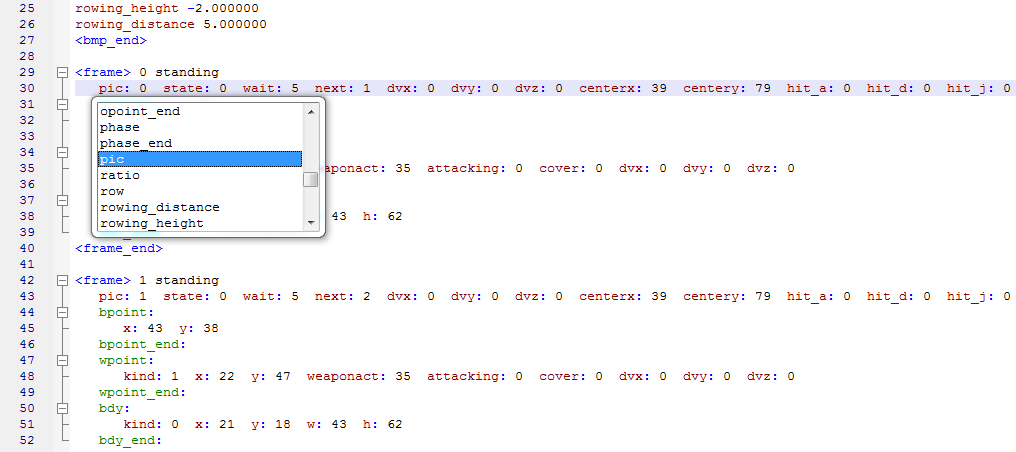 25 rowing_height -2.000000
26 rowing_distance 5.000000
27 <bmp_end>
28
29 <frame> 0 standing
30 pic: 0 state: 0 wait: 5 next: 1 dvx: 0 dvy: 0 dvz: 0 centerx: 39 centery: 79 hit_a: 0 hit_d: 0 hit_j: 0
31 opoint_end
32 phase
33 phase_end
34 pic
35 ratio aponact: 35 attacking: 0 cover: 0 dvx: 0 dvy: 0 dvz: 0
36 row
37 rowing_distance
38 rowing_height 43 h: 62
39
40 <frame_end>
41
42 <frame> 1 standing
43 pic: 1 state: 0 wait: 5 next: 2 dvx: 0 dvy: 0 dvz: 0 centerx: 39 centery: 79 hit_a: 0 hit_d: 0 hit_j: 0
44 bpoint:
45 x: 43 y: 38
46 bpoint_end:
47 wpoint:
48 kind: 1 x: 22 y: 47 weaponact: 35 attacking: 0 cover: 0 dvx: 0 dvy: 0 dvz: 0
49 wpoint_end:
50 bdy:
51 kind: 0 x: 21 y: 18 w: 43 h: 62
52 bdy_end: